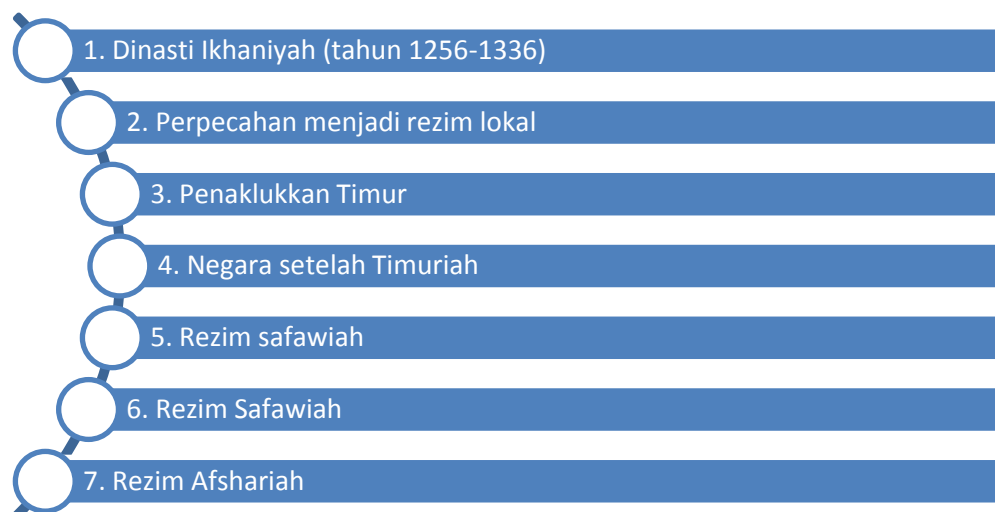 1. Dinasti Ikhaniyah (tahun 1256-1336)
2. Perpecahan menjadi rezim lokal
3. Penaklukkan Timur
4. Negara setelah Timuriah
5. Rezim safawiah
6. Rezim Safawiah
7. Rezim Afshariah